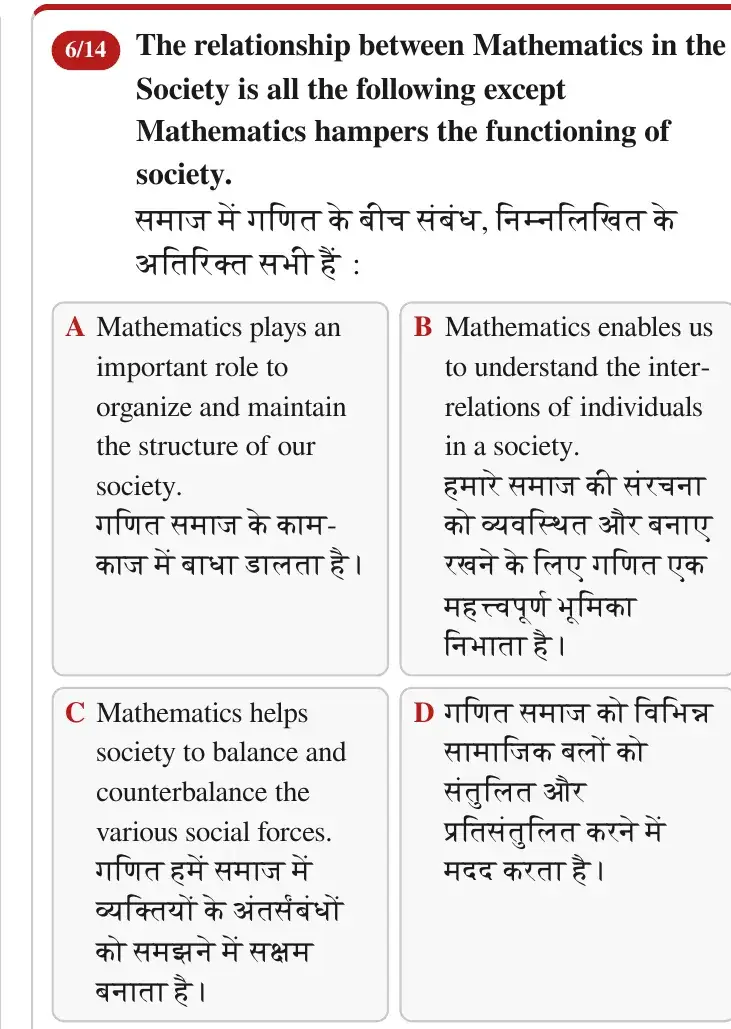 6/14 The relationship between Mathematics in the
Society is all the following except
Mathematics hampers the functioning of
society.
समाज में गणित के बीच संबंध, निम्नलिखित के
अतिरिक्त सभी हैं :
A Mathematics plays an
important role to
organize and maintain
the structure of our
society.
गणित समाज के काम-
काज में बाधा डालता है।
B Mathematics enables us
to understand the inter-
relations of individuals
in a society.
हमारे समाज की संरचना
को व्यवस्थित और बनाए
रखने के लिए गणित एक
महत्त्वपूर्ण भूमिका
निभाता है।
C Mathematics helps
society to balance and
counterbalance the
various social forces.
गणित हमें समाज में
व्यक्तियों के अंतर्संबंधों
को समझने में सक्षम
बनाता है।
D गणित समाज को विभिन्न
सामाजिक बलों को
संतुलित और
प्रतिसंतुलित करने में
मदद करता है।